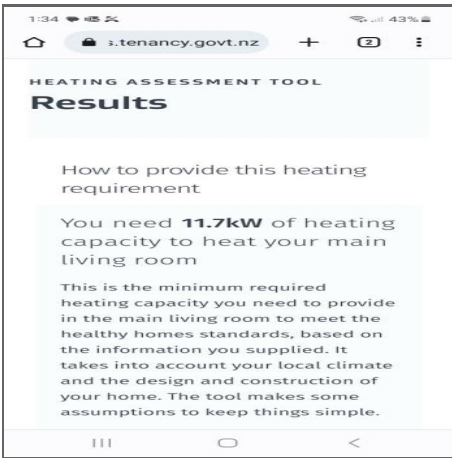 1:34 43%
s.tenancy.govt.nz + 2
HEATING ASSESSMENT TOOL
Results
How to provide this heating
requirement
You need 11.7kW of heating
capacity to heat your main
living room
This is the minimum required
heating capacity you need to provide
in the main living room to meet the
healthy homes standards, based on
the information you supplied. It
takes into account your local climate
and the design and construction of
your home. The tool makes some
assumptions to keep things simple.